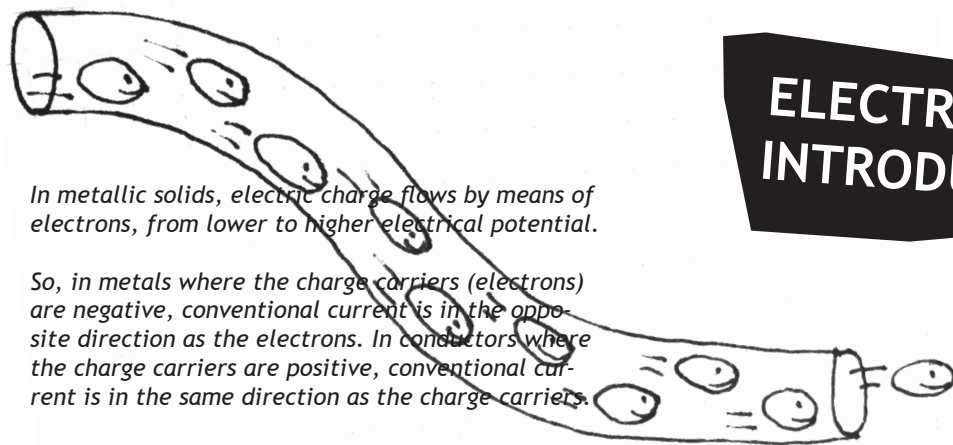 ELECTR
INTRODU
In metallic solids, electric charge flows by means of
electrons, from lower to higher electrical potential.
So, in metals where the charge carriers (electrons)
are negative, conventional current is in the oppo-
site direction as the electrons. In conductors where
the charge carriers are positive, conventional cur-
rent is in the same direction as the charge carriers.